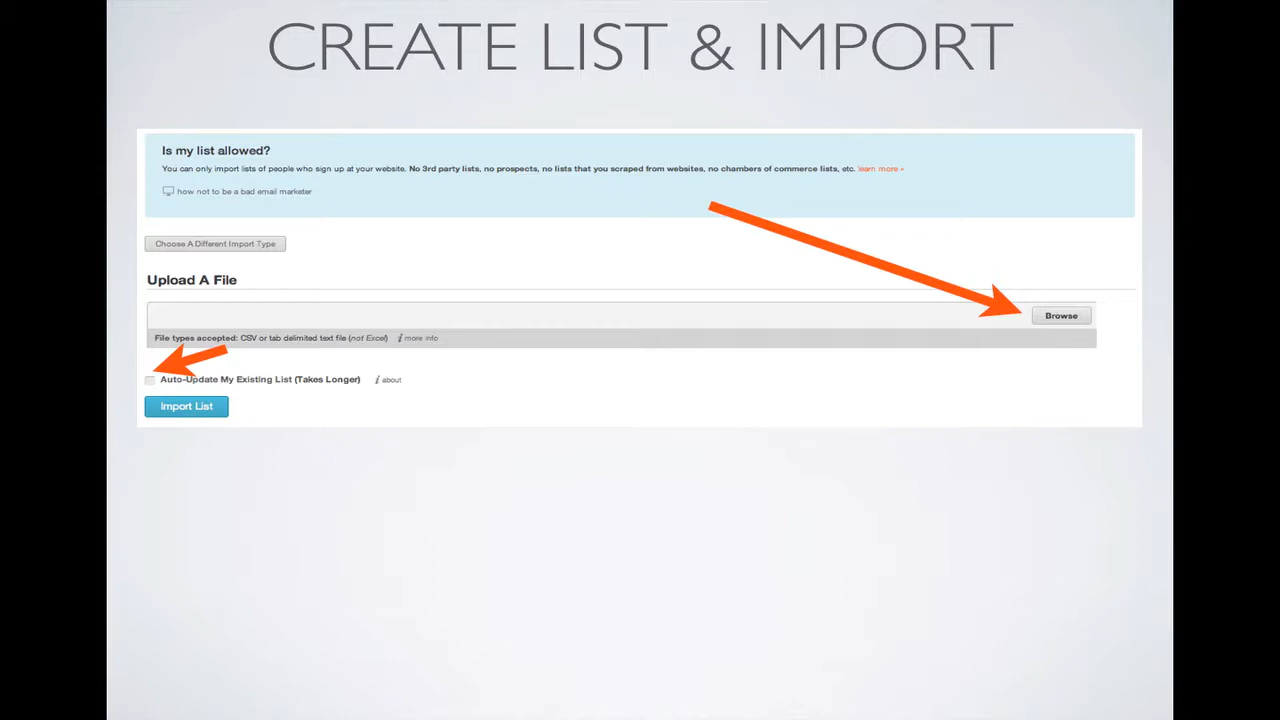 CREATE LIST & IMPORT
Is my list allowed?
You can only import lists of people who sign up at your website. No 3rd party lists, no prospects, no lists that you scraped from websites, no chambers of commerce lists, etc. learn more »
how not to be a bad email marketer
Choose A Different Import Type
Upload A File
Browse
File types accepted: CSV or tab delimited text file (not Excel) i more info
Auto-Update My Existing List (Takes Longer) i about
Import List